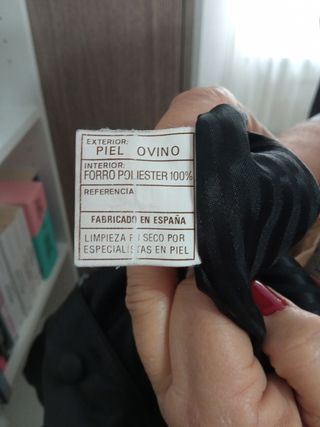 EXTERIOR:
PIEL OVINO
INTERIOR:
FORRO POLIESTER 100%
REFERENCIA
FABRICADO EN ESPAÑA
LIMPIEZA EN SECO POR
ESPECIALISTAS EN PIEL